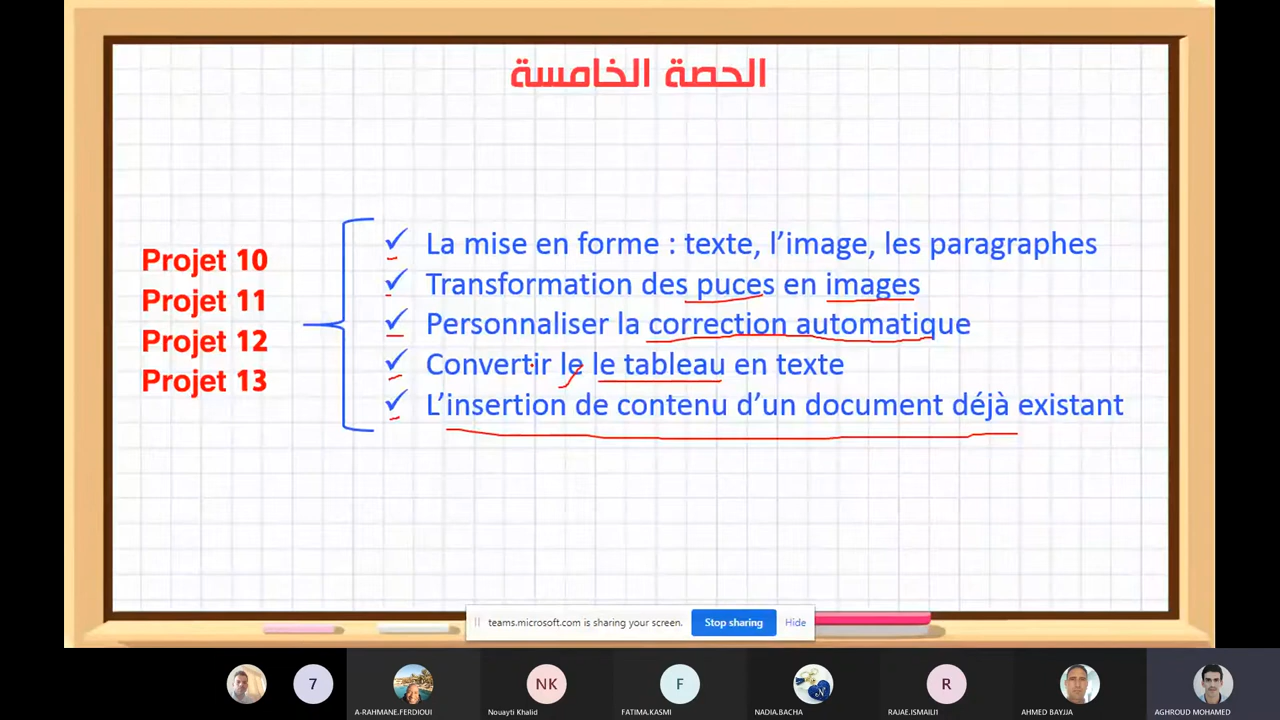 الحصة الخامسة
Projet 10
Projet 11
Projet 12
Projet 13
✓ La mise en forme : texte, l’image, les paragraphes
✓ Transformation des puces en images
✓ Personnaliser la correction automatique
✓ Convertir le le tableau en texte
✓ L’insertion de contenu d’un document déjà existant
teams.microsoft.com is sharing your screen. Stop sharing Hide
7 NK F R
A-RAHMANE.FERDIOUI Nouayti Khalid FATIMA.KASMI NADIA.BACHA RAJAE.ISMAILI1 AHMED BAYJJA AGHROUD MOHAMED